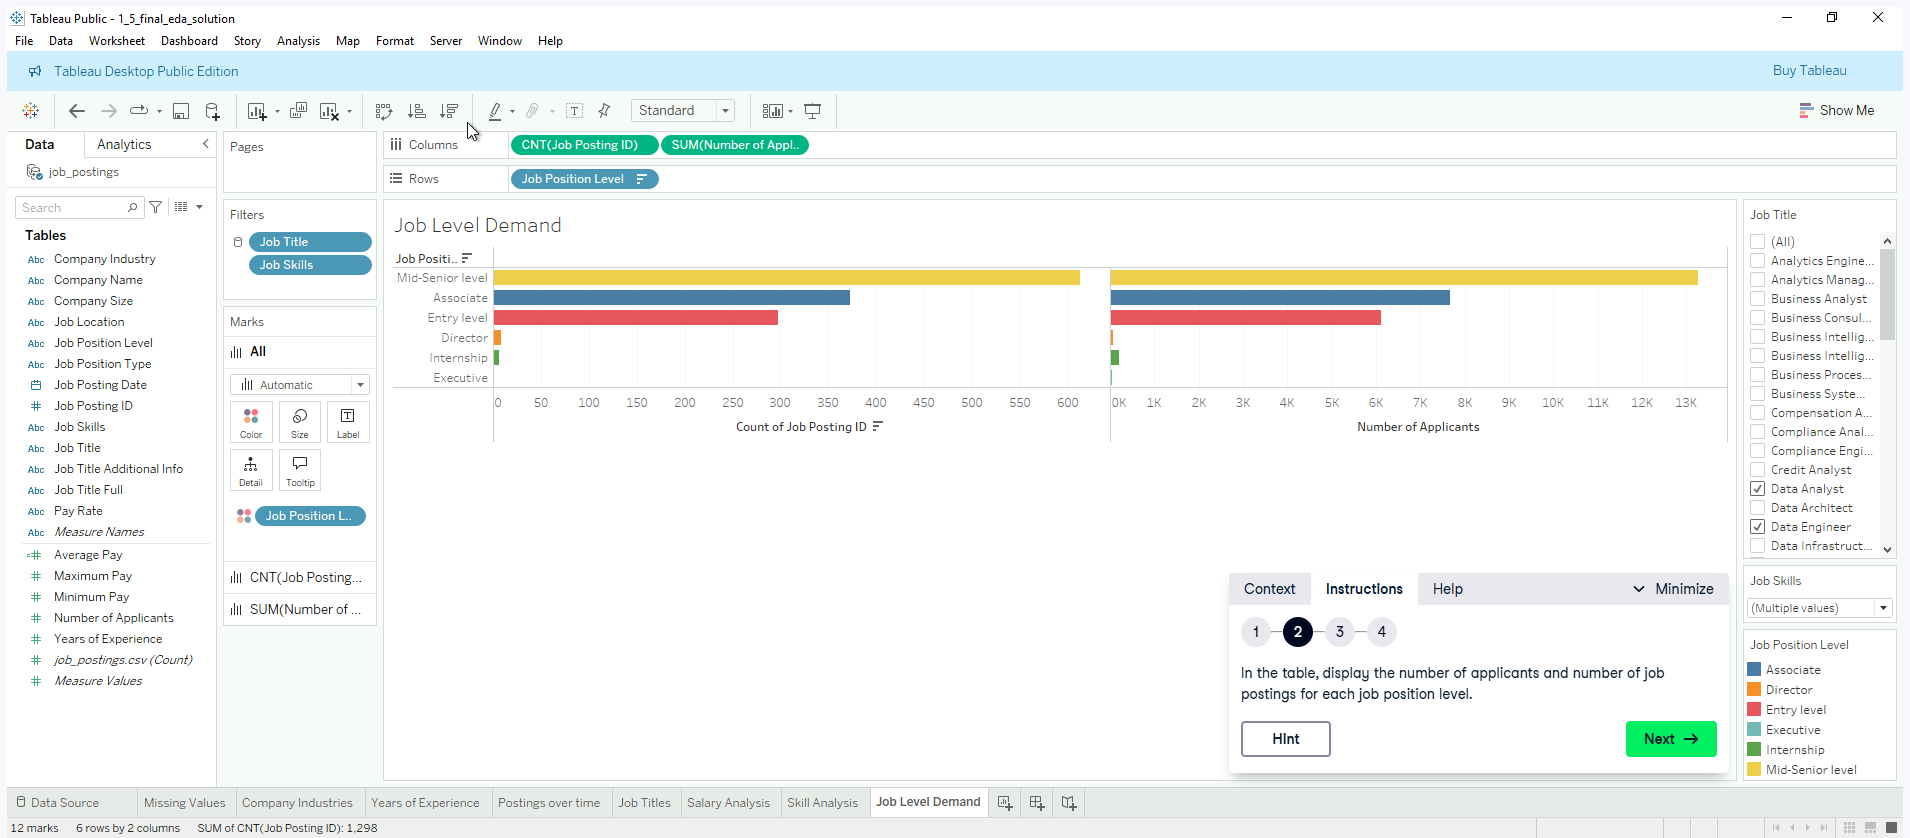 Tableau Public - 1_5_final_eda_solution
File Data Worksheet Dashboard Story Analysis Map Format Server Window Help
Tableau Desktop Public Edition
Buy Tableau
Standard
Show Me
Data
Analytics
job_postings
Search
Tables
Abc Company Industry
Abc Company Name
Abc Company Size
Abc Job Location
Abc Job Position Level
Abc Job Position Type
Job Posting Date
Job Posting ID
Abc Job Skills
Abc Job Title
Abc Job Title Additional Info
Abc Job Title Full
Abc Pay Rate
Abc Measure Names
Average Pay
Maximum Pay
Minimum Pay
Number of Applicants
Years of Experience
job_postings.csv (Count)
Measure Values
Pages
Filters
Job Title
Job Skills
Marks
All
Automatic
Color
Size
Label
Detail
Tooltip
Job Position L..
CNT(Job Posting...
SUM(Number of ...
Columns
CNT(Job Posting ID)
SUM(Number of Appl..
Rows
Job Position Level
Job Level Demand
Job Positi..
Mid-Senior level
Associate
Entry level
Director
Internship
Executive
0 50 100 150 200 250 300 350 400 450 500 550 600
0K 1K 2K 3K 4K 5K 6K 7K 8K 9K 10K 11K 12K 13K
Count of Job Posting ID
Number of Applicants
Job Title
(All)
Analytics Engine...
Analytics Manag...
Business Analyst
Business Consul...
Business Intellig...
Business Intellig...
Business Proces...
Business Syste...
Compensation A...
Compliance Anal...
Compliance Engi...
Credit Analyst
Data Analyst
Data Architect
Data Engineer
Data Infrastruct...
Job Skills
(Multiple values)
Job Position Level
Associate
Director
Entry level
Executive
Internship
Mid-Senior level
Context
Instructions
Help
Minimize
1 2 3 4
In the table, display the number of applicants and number of job
postings for each job position level.
Hint
Next
Data Source
Missing Values
Company Industries
Years of Experience
Postings over time
Job Titles
Salary Analysis
Skill Analysis
Job Level Demand
12 marks
6 rows by 2 columns
SUM of CNT(Job Posting ID): 1,298